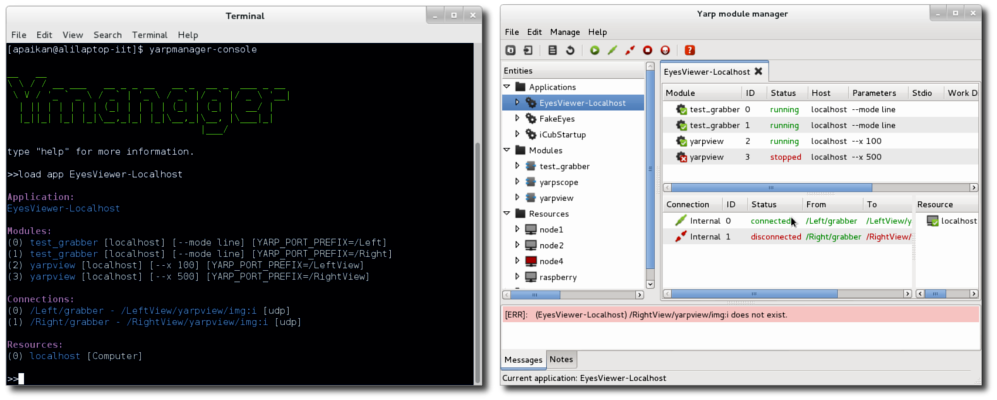 Terminal
File Edit View Search Terminal Help
[apaikan@alilaptop-iit]$ yarpmanager-console
Ymanager
type "help" for more information.
>>load app EyesViewer-Localhost
Application:
EyesViewer-Localhost
Modules:
(0) test_grabber [localhost] [--mode line] [YARP_PORT_PREFIX=/Left]
(1) test_grabber [localhost] [--mode line] [YARP_PORT_PREFIX=/Right]
(2) yarpview [localhost] [--x 100] [YARP_PORT_PREFIX=/LeftView]
(3) yarpview [localhost] [--x 500] [YARP_PORT_PREFIX=/RightView]
Connections:
(0) /Left/grabber - /LeftView/yarpview/img:i [udp]
(1) /Right/grabber - /RightView/yarpview/img:i [udp]
Resources:
(0) localhost [Computer]
>>
Yarp module manager
File Edit Manage Help
Entities
Applications
EyesViewer-Localhost
FakeEyes
iCubStartup
Modules
test_grabber
yarpscope
yarpview
Resources
node1
node2
node4
raspberry
EyesViewer-Localhost
Module ID Status Host Parameters Stdio Work D
test_grabber 0 running localhost --mode line
test_grabber 1 running localhost --mode line
yarpview 2 running localhost --x 100
yarpview 3 stopped localhost --x 500
Connection ID Status From To
Internal 0 connected /Left/grabber /LeftView/y
Internal 1 disconnected /Right/grabber /RightView/
Resource
localhost
[ERR]: (EyesViewer-Localhost) /RightView/yarpview/img:i does not exist.
Messages Notes
Current application: EyesViewer-Localhost